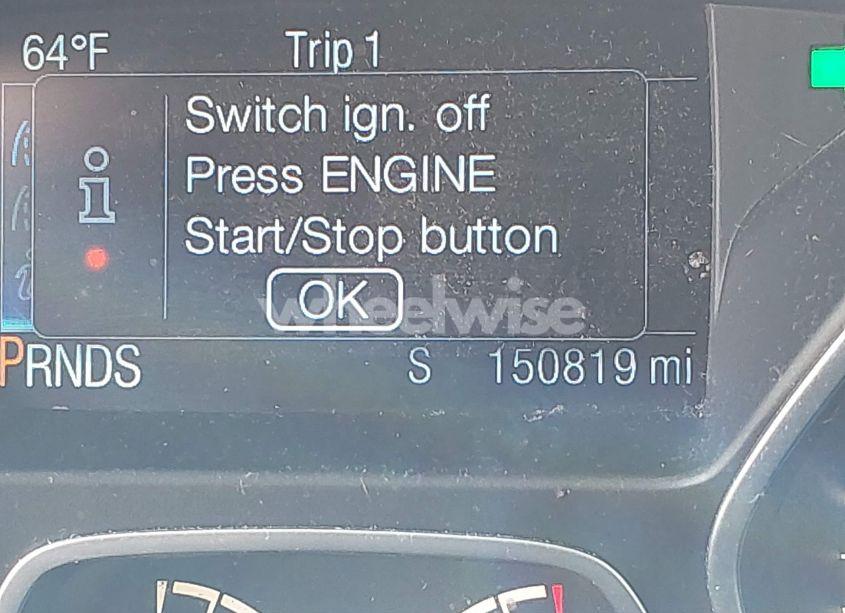 64°F Trip 1
Switch ign. off
Press ENGINE
Start/Stop button
OK
wheelwise
PRNDS S 150819 mi